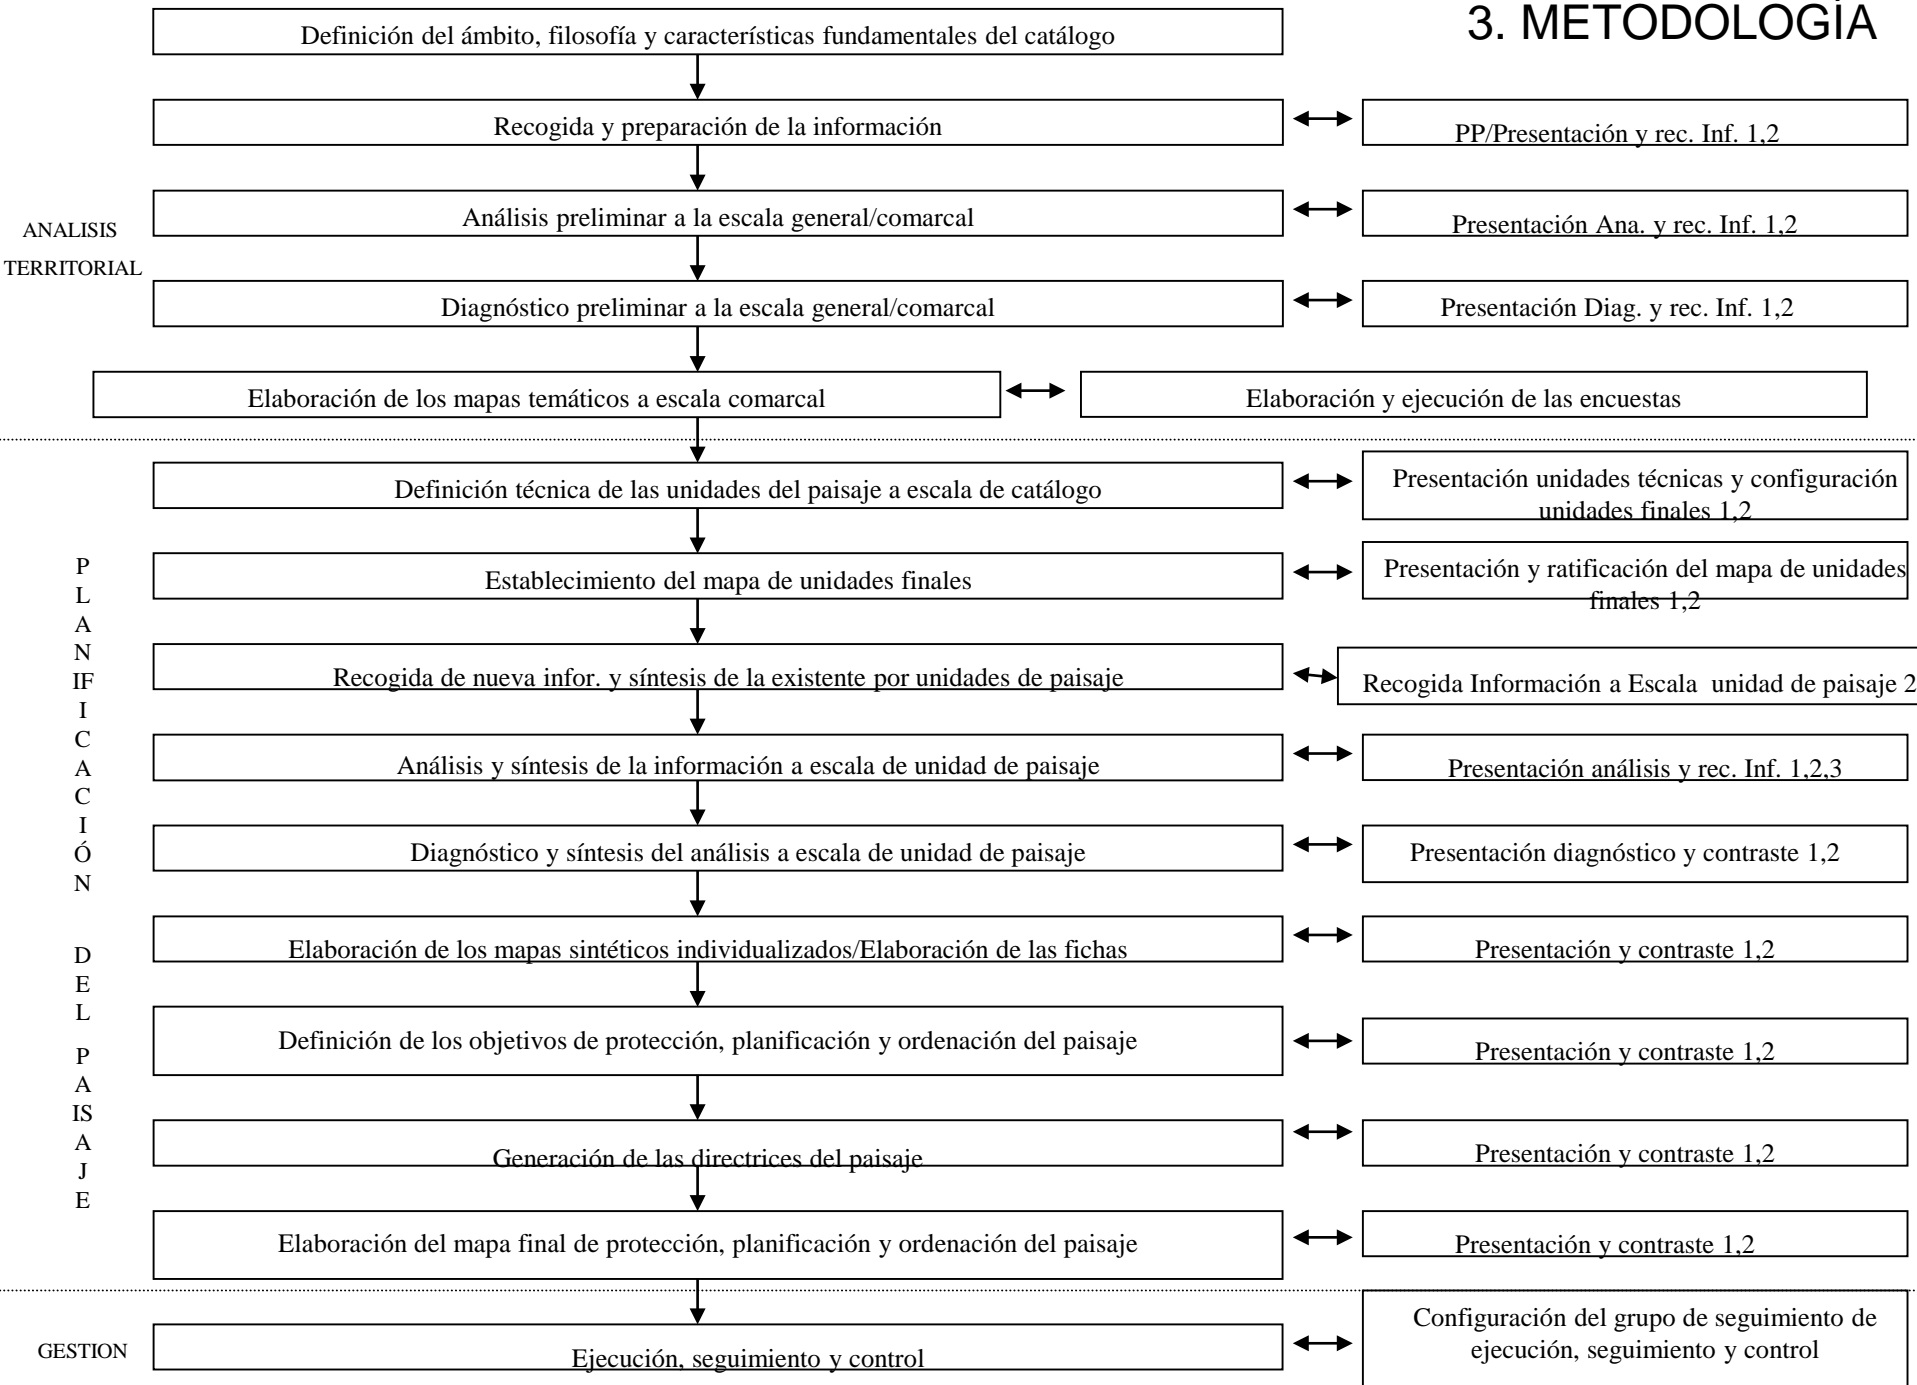 3. METODOLOGÍA
Definición del ámbito, filosofía y características fundamentales del catálogo
Recogida y preparación de la información
PP/Presentación y rec. Inf. 1,2
ANALISIS
TERRITORIAL
Análisis preliminar a la escala general/comarcal
Presentación Ana. y rec. Inf. 1,2
Diagnóstico preliminar a la escala general/comarcal
Presentación Diag. y rec. Inf. 1,2
Elaboración de los mapas temáticos a escala comarcal
Elaboración y ejecución de las encuestas
P
L
A
N
IF
I
C
A
C
I
Ó
N
D
E
L
P
A
IS
A
J
E
Definición técnica de las unidades del paisaje a escala de catálogo
Presentación unidades técnicas y configuración
unidades finales 1,2
Establecimiento del mapa de unidades finales
Presentación y ratificación del mapa de unidades
finales 1,2
Recogida de nueva infor. y síntesis de la existente por unidades de paisaje
Recogida Información a Escala unidad de paisaje 2
Análisis y síntesis de la información a escala de unidad de paisaje
Presentación análisis y rec. Inf. 1,2,3
Diagnóstico y síntesis del análisis a escala de unidad de paisaje
Presentación diagnóstico y contraste 1,2
Elaboración de los mapas sintéticos individualizados/Elaboración de las fichas
Presentación y contraste 1,2
Definición de los objetivos de protección, planificación y ordenación del paisaje
Presentación y contraste 1,2
Generación de las directrices del paisaje
Presentación y contraste 1,2
Elaboración del mapa final de protección, planificación y ordenación del paisaje
Presentación y contraste 1,2
GESTION
Ejecución, seguimiento y control
Configuración del grupo de seguimiento de
ejecución, seguimiento y control